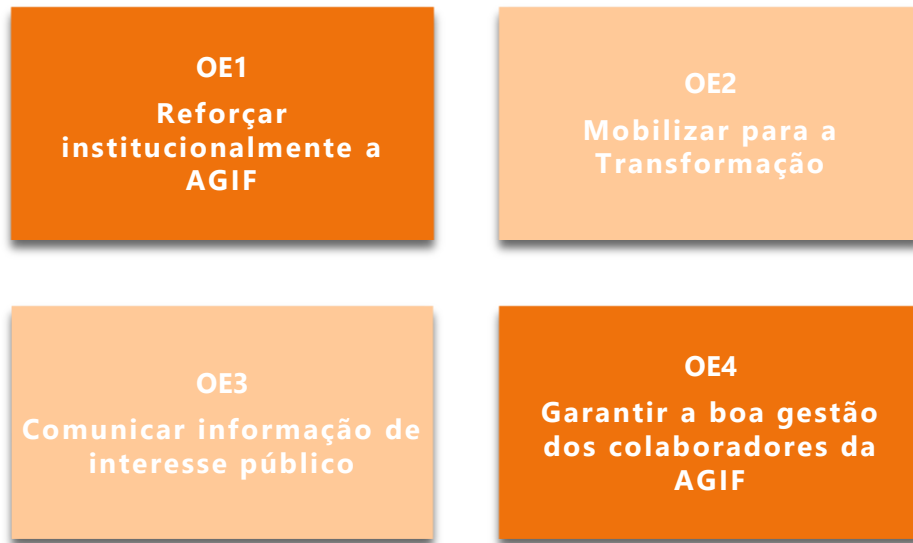 OE1
Reforçar
institucionalmente a
AGIF
OE2
Mobilizar para a
Transformação
OE3
Comunicar informação de
interesse público
OE4
Garantir a boa gestão
dos colaboradores da
AGIF